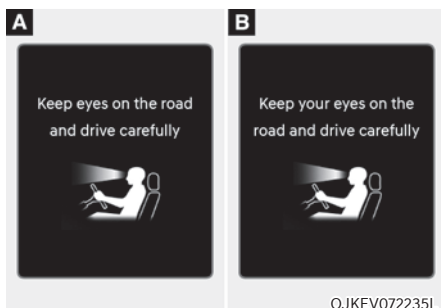 A
Keep eyes on the road
and drive carefully
B
Keep your eyes on the
road and drive carefully
OJKEV072235L